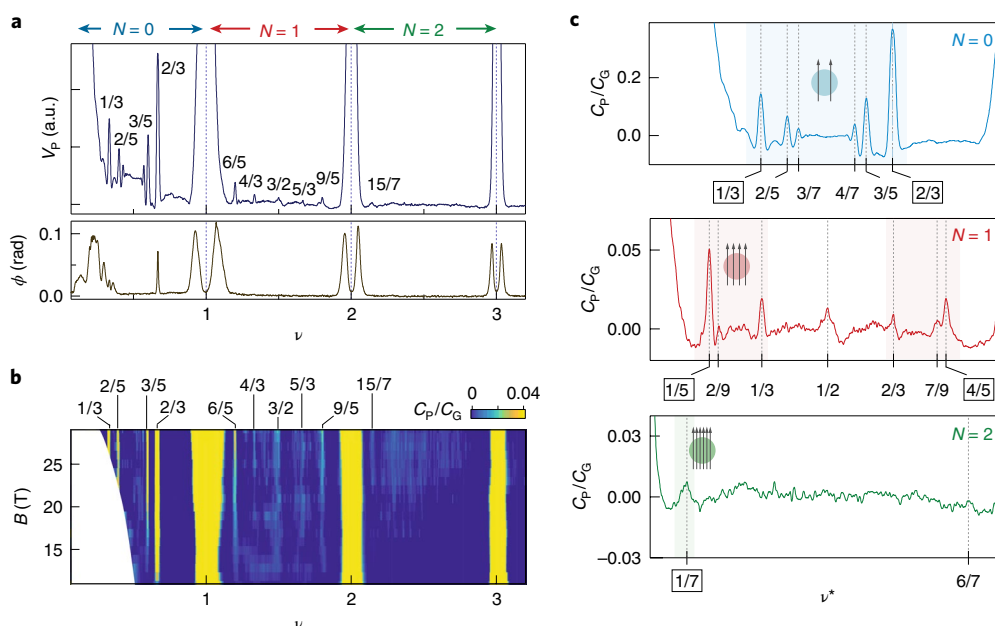 a
N = 0
N = 1
N = 2
V_P (a.u.)
1/3
2/5
3/5
2/3
6/5
4/3
3/2
5/3
9/5
15/7
ϕ (rad)
0.1
0.0
1
2
3
ν
b
2/5
3/5
4/3
5/3
15/7
1/3
2/3
6/5
3/2
9/5
C_P/C_G
0
0.04
B (T)
25
20
15
1
2
3
ν
c
N = 0
C_P/C_G
0.2
0.0
1/3
2/5
3/7
4/7
3/5
2/3
N = 1
C_P/C_G
0.05
0.00
1/5
2/9
1/3
1/2
2/3
7/9
4/5
N = 2
C_P/C_G
0.03
0.00
−0.03
1/7
6/7
ν*